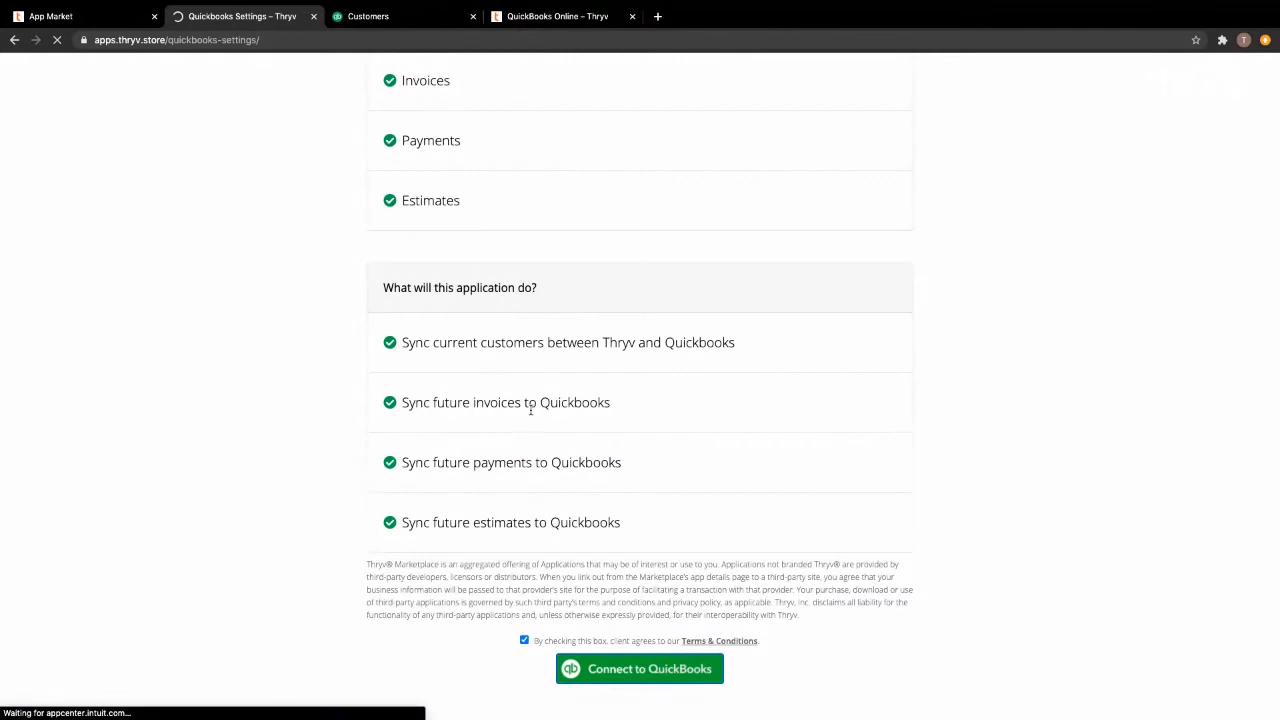 App Market
Quickbooks Settings – Thryv
Customers
QuickBooks Online – Thryv
apps.thryv.store/quickbooks-settings/
T
Invoices
Payments
Estimates
What will this application do?
Sync current customers between Thryv and Quickbooks
Sync future invoices to Quickbooks
Sync future payments to Quickbooks
Sync future estimates to Quickbooks
Thryv® Marketplace is an aggregated offering of Applications that may be of interest or use to you. Applications not branded Thryv® are provided by
third-party developers, licensors or distributors. When you link out from the Marketplace's app details page to a third-party site, you agree that your
business information will be passed to that provider's site for the purpose of facilitating a transaction with that provider. Your purchase, download or use
of third-party applications is governed by such third party's terms and conditions and privacy policy, as applicable. Thryv, Inc. disclaims all liability for the
functionality of any third-party applications and, unless otherwise expressly provided, for their interoperability with Thryv.
By checking this box, client agrees to our Terms & Conditions.
qb Connect to QuickBooks
Waiting for appcenter.intuit.com...